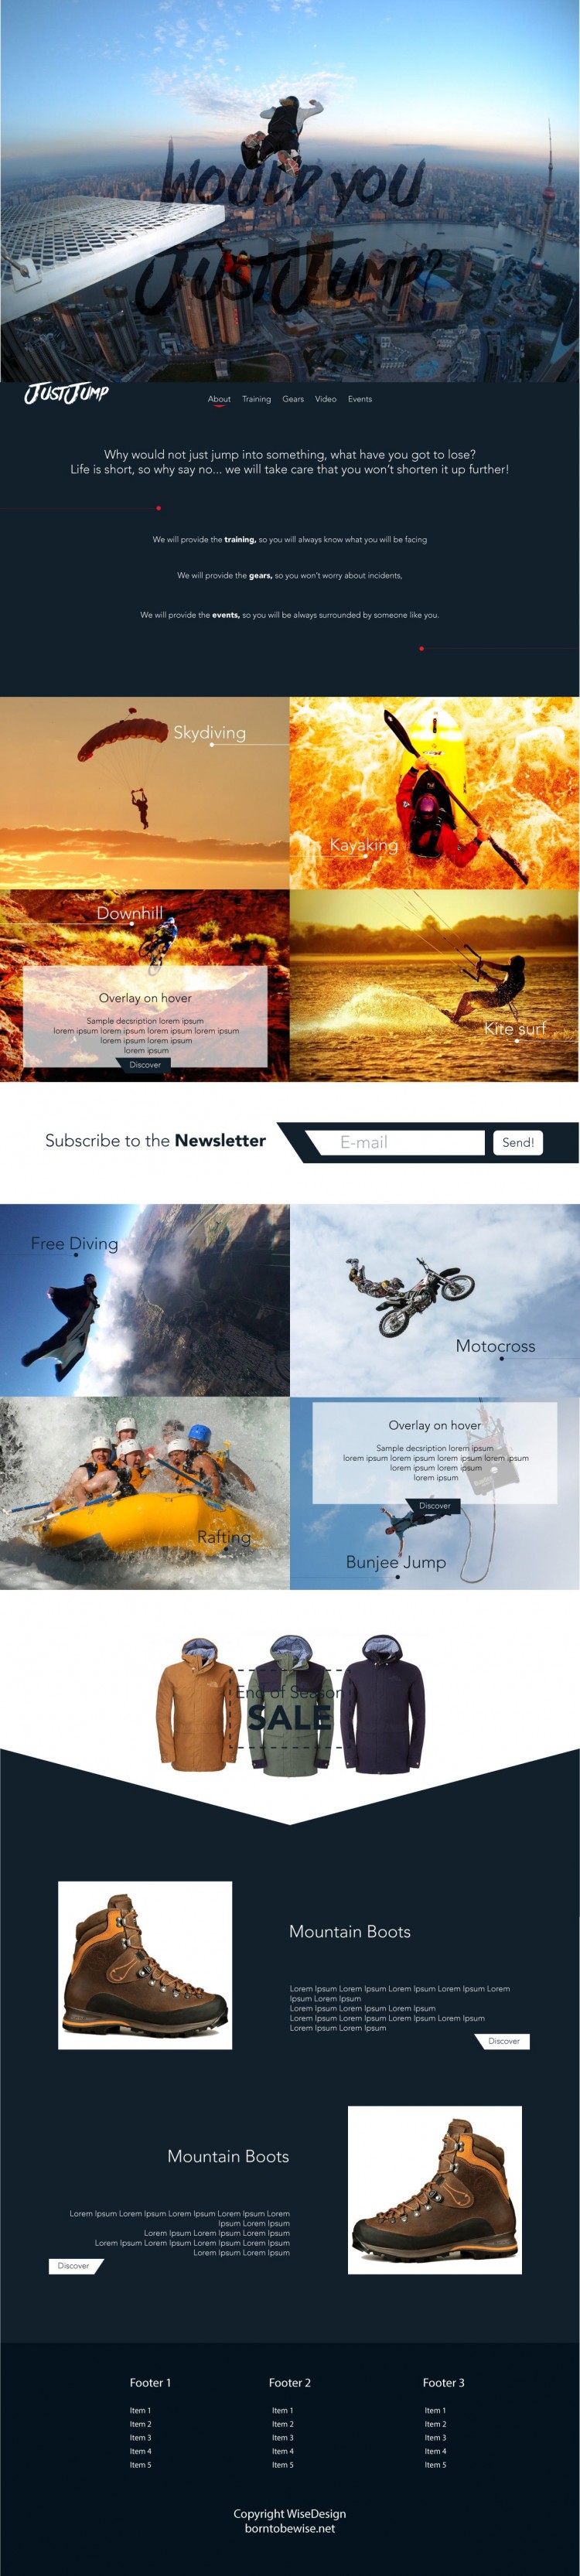 Would you
JustJump?
JustJump
About Training Gears Video Events
Why would not just jump into something, what have you got to lose?
Life is short, so why say no... we will take care that you won't shorten it up further!
We will provide the training, so you will always know what you will be facing
We will provide the gears, so you won't worry about incidents,
We will provide the events, so you will be always surrounded by someone like you.
Skydiving
Kayaking
Downhill
Overlay on hover
Sample decsription lorem ipsum
lorem ipsum lorem ipsum lorem ipsum lorem ipsum
lorem ipsum lorem ipsum
lorem ipsum
Discover
Kite surf
Subscribe to the Newsletter
E-mail
Send!
Free Diving
Motocross
Rafting
Overlay on hover
Sample decsription lorem ipsum
lorem ipsum lorem ipsum lorem ipsum lorem ipsum
lorem ipsum lorem ipsum
lorem ipsum
Discover
Bunjee Jump
End of Season
SALE
Mountain Boots
Lorem Ipsum Lorem Ipsum Lorem Ipsum Lorem Ipsum Lorem
Ipsum Lorem Ipsum
Lorem Ipsum Lorem Ipsum Lorem Ipsum
Lorem Ipsum Lorem Ipsum Lorem Ipsum Lorem Ipsum
Lorem Ipsum Lorem Ipsum
Discover
Mountain Boots
Lorem Ipsum Lorem Ipsum Lorem Ipsum Lorem Ipsum Lorem
Ipsum Lorem Ipsum
Lorem Ipsum Lorem Ipsum Lorem Ipsum
Lorem Ipsum Lorem Ipsum Lorem Ipsum Lorem Ipsum
Lorem Ipsum Lorem Ipsum
Discover
Footer 1
Item 1
Item 2
Item 3
Item 4
Item 5
Footer 2
Item 1
Item 2
Item 3
Item 4
Item 5
Footer 3
Item 1
Item 2
Item 3
Item 4
Item 5
Copyright WiseDesign
borntobewise.net